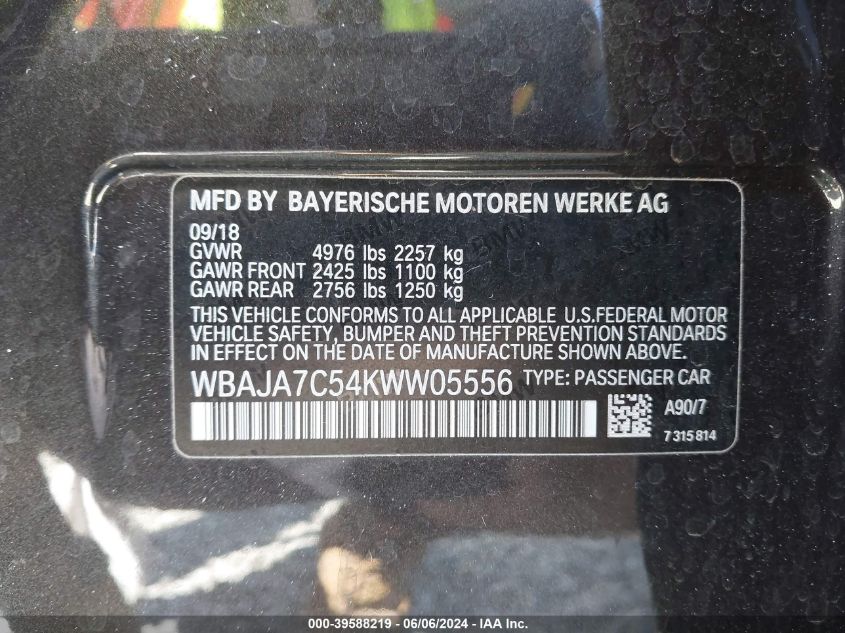 MFD BY BAYERISCHE MOTOREN WERKE AG
09/18
GVWR 4976 lbs 2257 kg
GAWR FRONT 2425 lbs 1100 kg
GAWR REAR 2756 lbs 1250 kg
THIS VEHICLE CONFORMS TO ALL APPLICABLE U.S.FEDERAL MOTOR
VEHICLE SAFETY, BUMPER AND THEFT PREVENTION STANDARDS
IN EFFECT ON THE DATE OF MANUFACTURE SHOWN ABOVE.
WBAJA7C54KWW05556 TYPE: PASSENGER CAR
A90/7
7315814
000-39588219 - 06/06/2024 - IAA Inc.